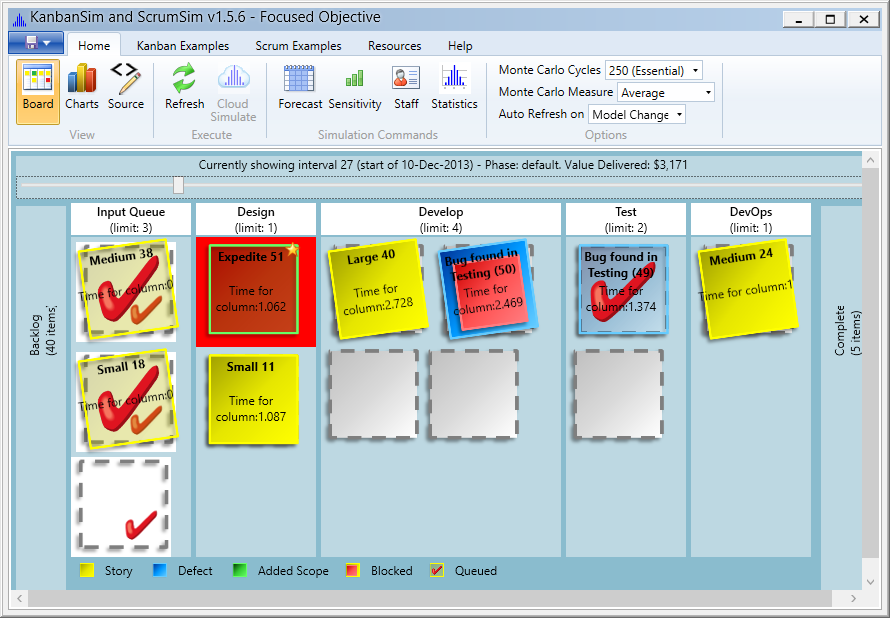 KanbanSim and ScrumSim v1.5.6 - Focused Objective
Home Kanban Examples Scrum Examples Resources Help
Board Charts Source Refresh Cloud Simulate Forecast Sensitivity Staff Statistics
Monte Carlo Cycles 250 (Essential)
Monte Carlo Measure Average
Auto Refresh on Model Change
View Execute Simulation Commands Options
Currently showing interval 27 (start of 10-Dec-2013) - Phase: default. Value Delivered: $3,171
Backlog
(40 items)
Input Queue
(limit: 3)
Medium 38
Time for
column:0
Small 18
Time for
column:0
Design
(limit: 1)
Expedite 51
Time for
column:1.062
Small 11
Time for
column:1.087
Develop
(limit: 4)
Large 40
Time for
column:2.728
Bug found in
Testing (50)
Time for
column:2.469
Test
(limit: 2)
Bug found in
Testing (49)
Time for
column:1.374
DevOps
(limit: 1)
Medium 24
Time for column:1
Complete
(5 items)
Story Defect Added Scope Blocked Queued